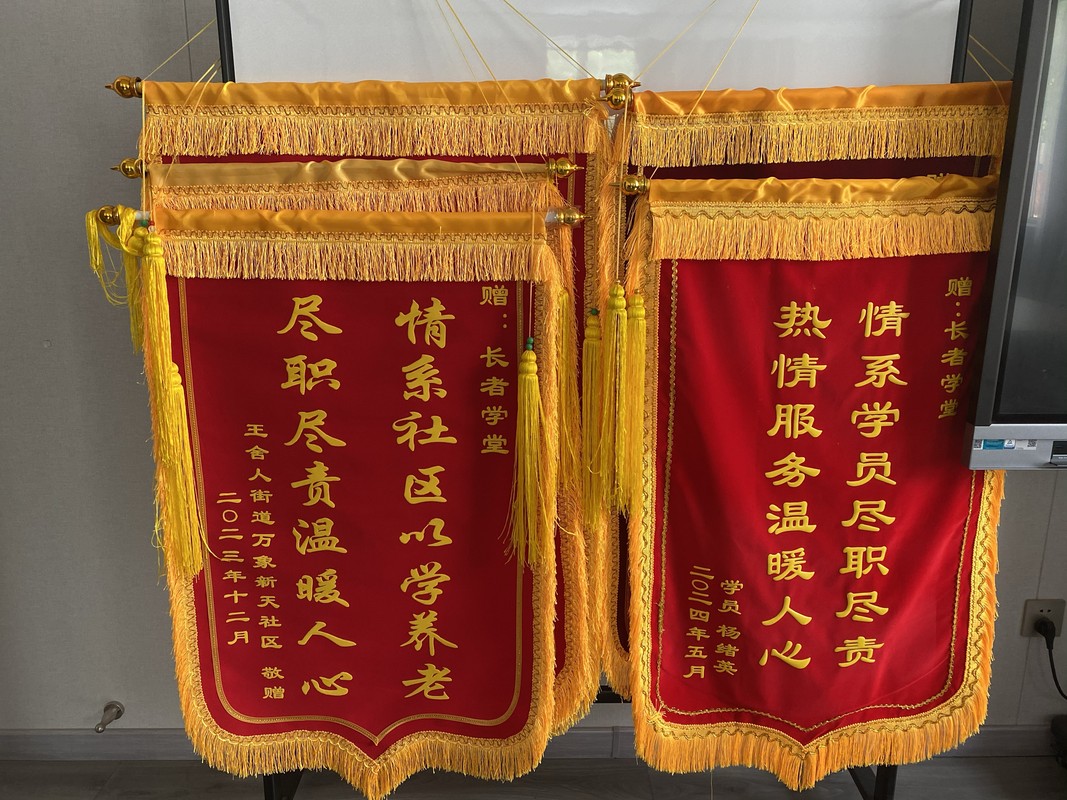 赠：长者学堂
情系社区以学养老
尽职尽责温暖人心
王舍人街道万象新天社区 敬赠
二〇二三年十二月
赠：长者学堂
情系学员尽职尽责
热情服务温暖人心
学员 杨绪英
二〇二四年五月